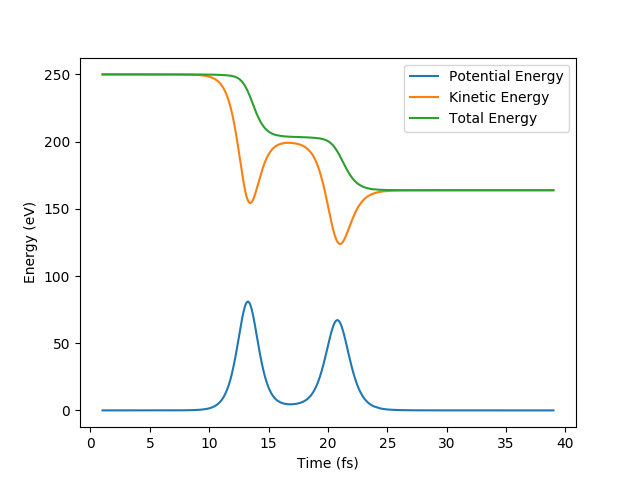 Potential Energy
Kinetic Energy
Total Energy
Energy (eV)
250
200
150
100
50
0
0 5 10 15 20 25 30 35 40
Time (fs)